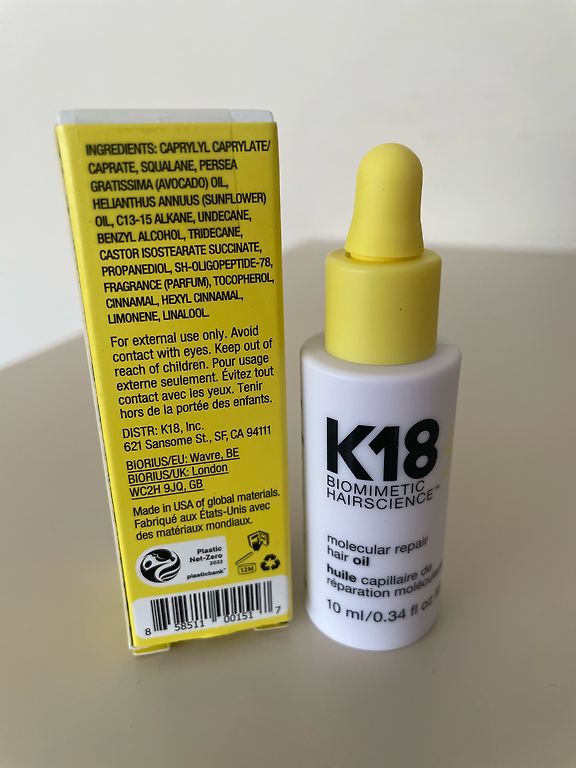 INGREDIENTS: CAPRYLYL CAPRYLATE/
CAPRATE, SQUALANE, PERSEA
GRATISSIMA (AVOCADO) OIL,
HELIANTHUS ANNUUS (SUNFLOWER)
OIL, C13-15 ALKANE, UNDECANE,
BENZYL ALCOHOL, TRIDECANE,
CASTOR ISOSTEARATE SUCCINATE,
PROPANEDIOL, SH-OLIGOPEPTIDE-78,
FRAGRANCE (PARFUM), TOCOPHEROL,
CINNAMAL, HEXYL CINNAMAL,
LIMONENE, LINALOOL.
For external use only. Avoid
contact with eyes. Keep out of
reach of children. Pour usage
externe seulement. Évitez tout
contact avec les yeux. Tenir
hors de la portée des enfants.
DISTR: K18, Inc.
621 Sansome St., SF, CA 94111
BIORIUS/EU: Wavre, BE
BIORIUS/UK: London
WC2H 9JQ, GB
Made in USA of global materials.
Fabriqué aux États-Unis avec
des matériaux mondiaux.
Plastic
Net-Zero
2022
plasticbank™
12M
8 58511 00151 7
K18
BIOMIMETIC
HAIRSCIENCE™
molecular repair
hair oil
huile capillaire de
réparation molécul
10 ml/0.34 fl oz